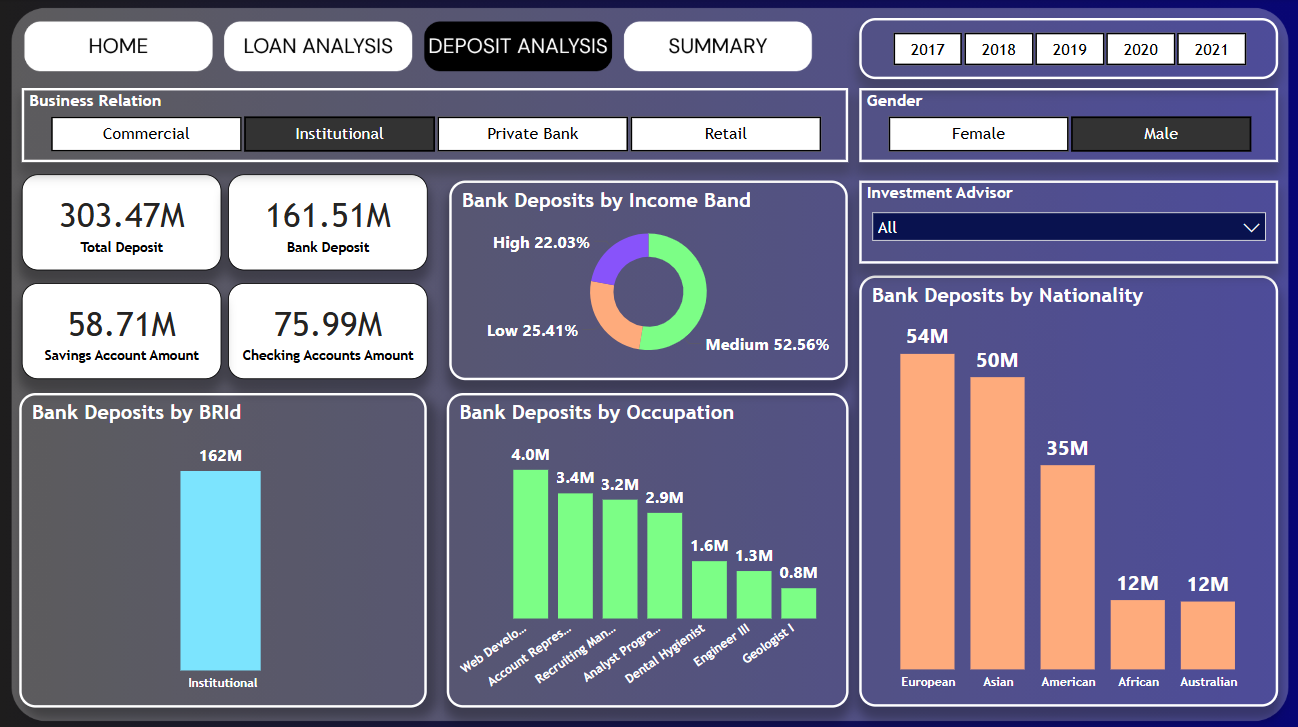 HOME
LOAN ANALYSIS
DEPOSIT ANALYSIS
SUMMARY
2017
2018
2019
2020
2021
Business Relation
Commercial
Institutional
Private Bank
Retail
Gender
Female
Male
303.47M
Total Deposit
161.51M
Bank Deposit
58.71M
Savings Account Amount
75.99M
Checking Accounts Amount
Bank Deposits by Income Band
High 22.03%
Low 25.41%
Medium 52.56%
Investment Advisor
All
Bank Deposits by BRId
162M
Institutional
Bank Deposits by Occupation
4.0M
3.4M
3.2M
2.9M
1.6M
1.3M
0.8M
Web Develo...
Account Repres...
Recruiting Man...
Analyst Progra...
Dental Hygienist
Engineer III
Geologist I
Bank Deposits by Nationality
54M
50M
35M
12M
12M
European
Asian
American
African
Australian